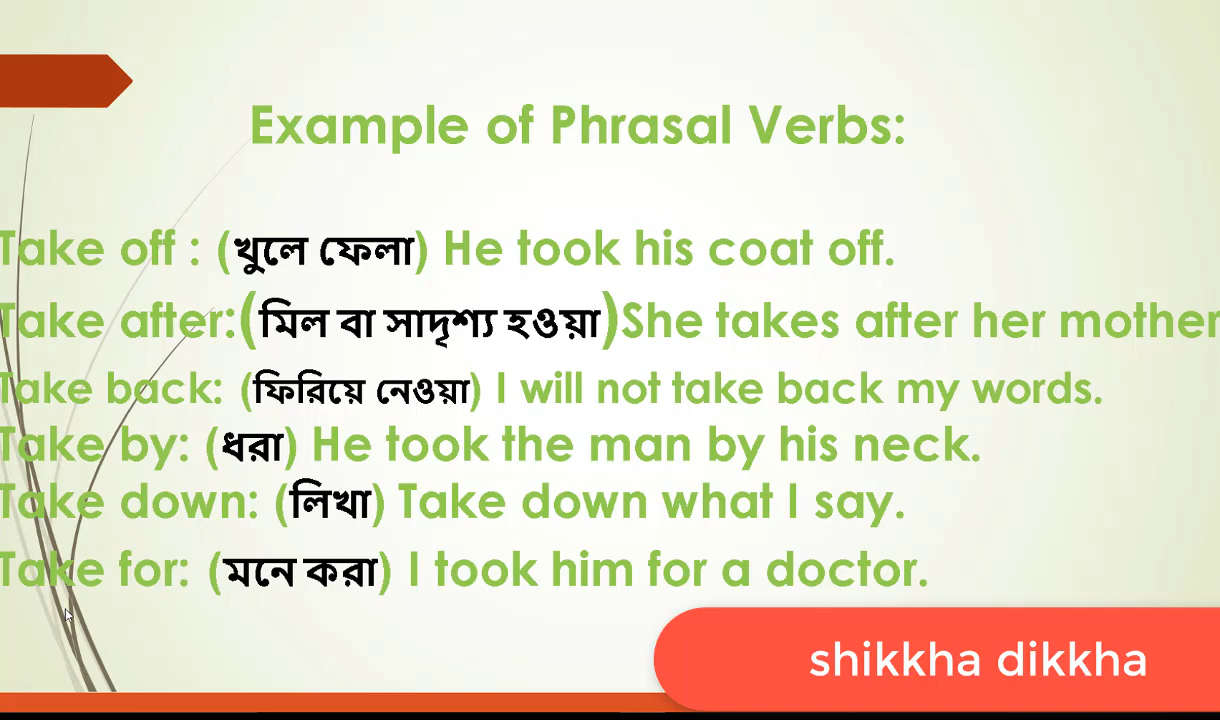 Example of Phrasal Verbs:
Take off : (খুলে ফেলা) He took his coat off.
Take after:(মিল বা সাদৃশ্য হওয়া)She takes after her mother
Take back: (ফিরিয়ে নেওয়া) I will not take back my words.
Take by: (ধরা) He took the man by his neck.
Take down: (লিখা) Take down what I say.
Take for: (মনে করা) I took him for a doctor.
shikkha dikkha